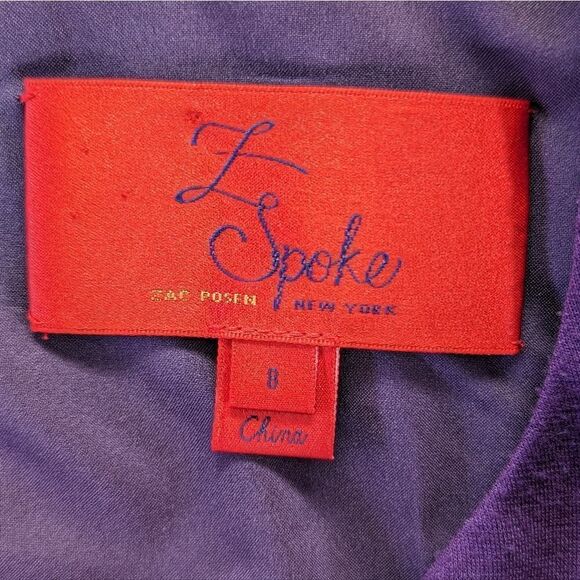 Z
Spoke
ZAC POSEN NEW YORK
8
China